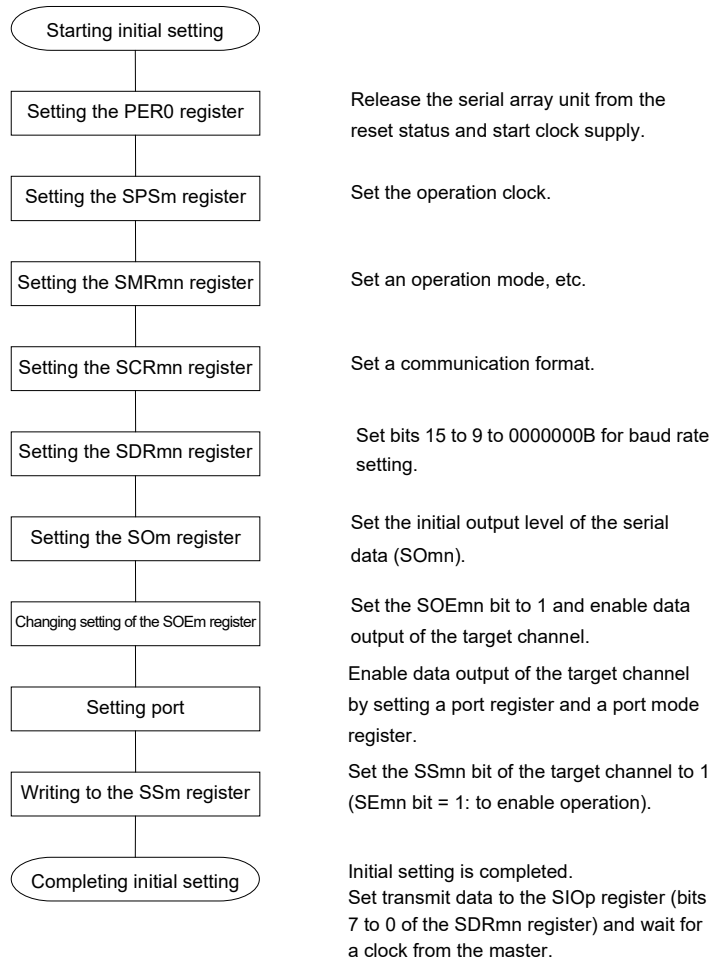 Starting initial setting
Setting the PER0 register
Release the serial array unit from the
reset status and start clock supply.
Setting the SPSm register
Set the operation clock.
Setting the SMRmn register
Set an operation mode, etc.
Setting the SCRmn register
Set a communication format.
Setting the SDRmn register
Set bits 15 to 9 to 0000000B for baud rate
setting.
Setting the SOm register
Set the initial output level of the serial
data (SOmn).
Changing setting of the SOEm register
Set the SOEmn bit to 1 and enable data
output of the target channel.
Setting port
Enable data output of the target channel
by setting a port register and a port mode
register.
Writing to the SSm register
Set the SSmn bit of the target channel to 1
(SEmn bit = 1: to enable operation).
Completing initial setting
Initial setting is completed.
Set transmit data to the SIOp register (bits
7 to 0 of the SDRmn register) and wait for
a clock from the master.